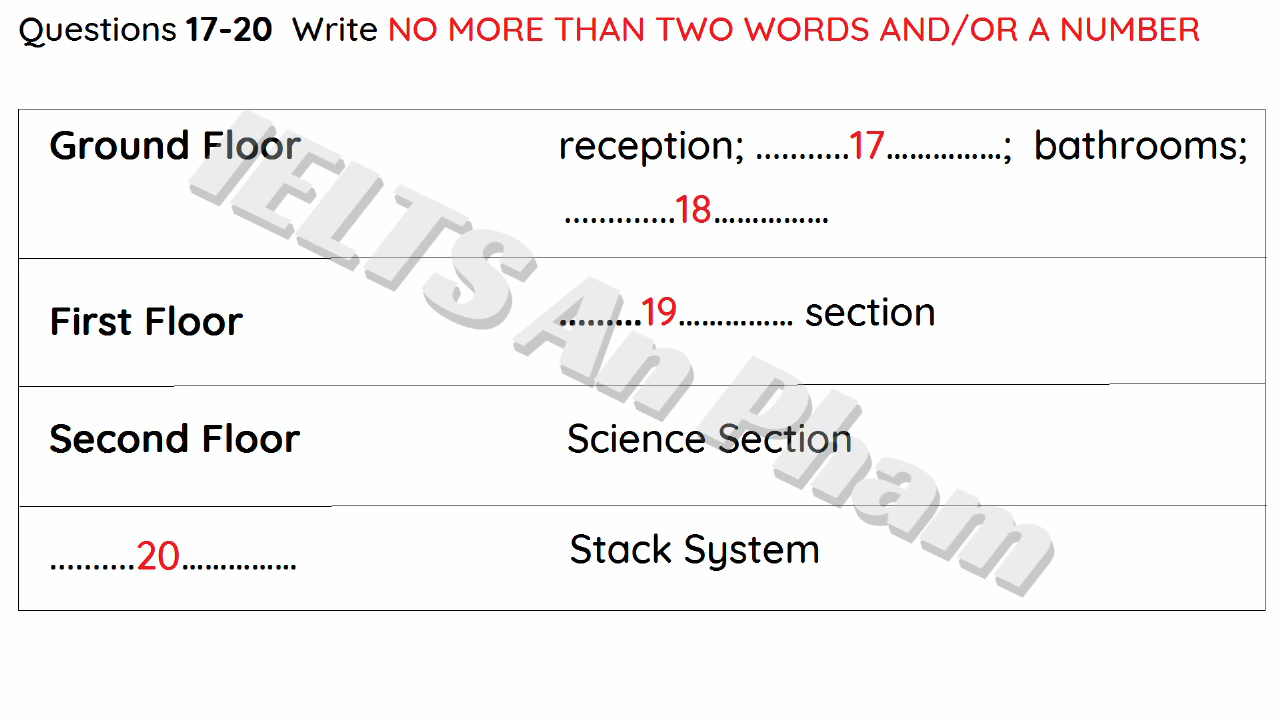 Questions 17-20 Write NO MORE THAN TWO WORDS AND/OR A NUMBER
Ground Floor reception; ...........17...............; bathrooms;
.............18...............
First Floor ..........19............... section
Second Floor Science Section
..........20............... Stack System
IELTS An Pham